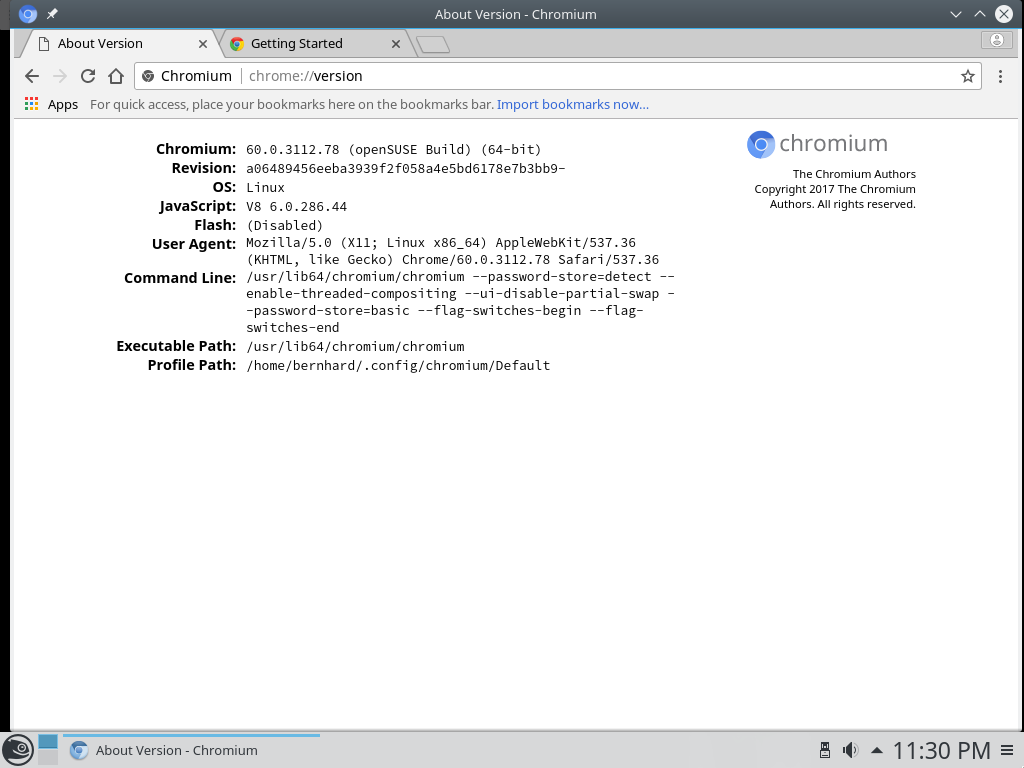 About Version - Chromium
About Version
Getting Started
Chromium chrome://version
Apps For quick access, place your bookmarks here on the bookmarks bar. Import bookmarks now...
chromium
The Chromium Authors
Copyright 2017 The Chromium
Authors. All rights reserved.
Chromium: 60.0.3112.78 (openSUSE Build) (64-bit)
Revision: a06489456eeba3939f2f058a4e5bd6178e7b3bb9-
OS: Linux
JavaScript: V8 6.0.286.44
Flash: (Disabled)
User Agent: Mozilla/5.0 (X11; Linux x86_64) AppleWebKit/537.36
(KHTML, like Gecko) Chrome/60.0.3112.78 Safari/537.36
Command Line: /usr/lib64/chromium/chromium --password-store=detect --
enable-threaded-compositing --ui-disable-partial-swap -
-password-store=basic --flag-switches-begin --flag-
switches-end
Executable Path: /usr/lib64/chromium/chromium
Profile Path: /home/bernhard/.config/chromium/Default
About Version - Chromium
11:30 PM